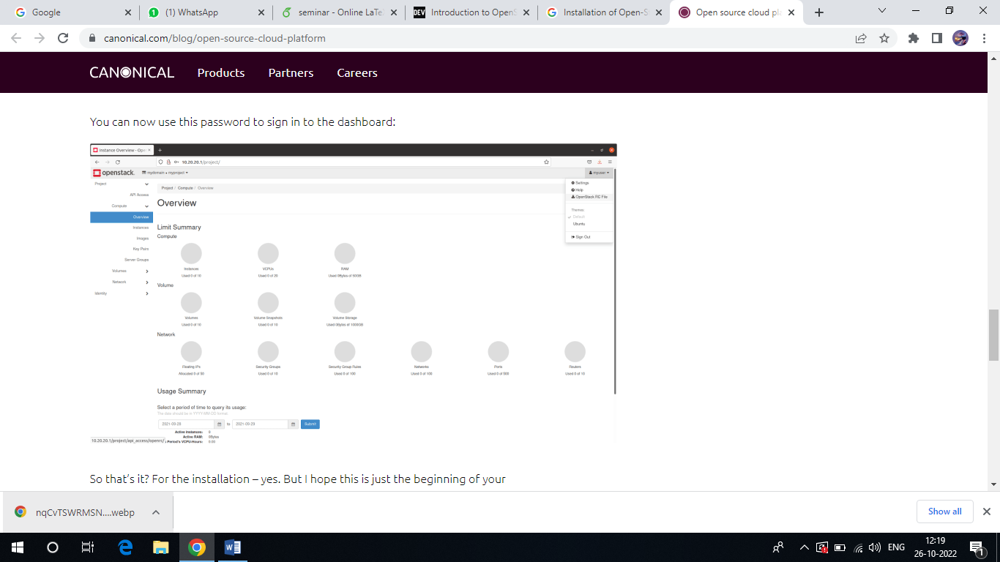 Google
(1) WhatsApp
seminar - Online LaTe
DEV
Introduction to OpenS
Installation of Open-S
Open source cloud pla
canonical.com/blog/open-source-cloud-platform
CANONICAL Products Partners Careers
You can now use this password to sign in to the dashboard:
Instance Overview - Ope
10.20.20.1/project/
openstack. mydomain • myproject myuser
Project
API Access
Compute
Overview
Instances
Images
Key Pairs
Server Groups
Volumes
Network
Identity
Project / Compute / Overview
Overview
Settings
Help
OpenStack RC File
Themes:
Default
Ubuntu
Sign Out
Limit Summary
Compute
Instances VCPUs RAM
Used 0 of 10 Used 0 of 20 Used 0Bytes of 50GB
Volume
Volumes Volume Snapshots Volume Storage
Used 0 of 10 Used 0 of 10 Used 0Bytes of 1000GB
Network
Floating IPs Security Groups Security Group Rules Networks Ports Routers
Allocated 0 of 50 Used 0 of 10 Used 0 of 100 Used 0 of 100 Used 0 of 500 Used 0 of 10
Usage Summary
Select a period of time to query its usage:
The date should be in YYYY-MM-DD format.
2021-09-28 to 2021-09-29 Submit
Active Instances: 0
Active RAM: 0Bytes
10.20.20.1/project/api_access/openrc/
Period's VCPU-Hours: 0.00
So that's it? For the installation – yes. But I hope this is just the beginning of your
nqCvTSWRMSN....webp
Show all
ENG
12:19
26-10-2022
1